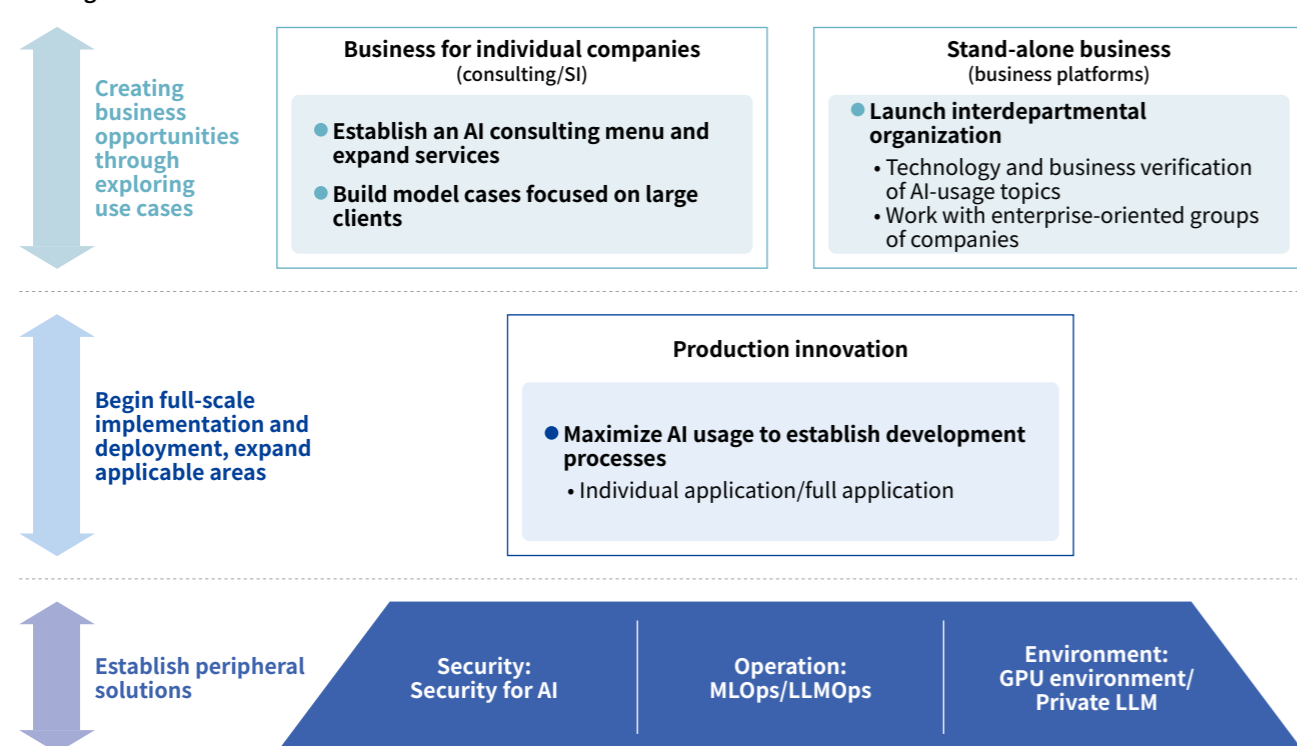 Creating
business
opportunities
through
exploring
use cases
Business for individual companies
(consulting/SI)
● Establish an AI consulting menu and
expand services
● Build model cases focused on large
clients
Stand-alone business
(business platforms)
● Launch interdepartmental
organization
• Technology and business verification
of AI-usage topics
• Work with enterprise-oriented groups
of companies
Begin full-scale
implementation and
deployment, expand
applicable areas
Production innovation
● Maximize AI usage to establish development
processes
• Individual application/full application
Establish peripheral
solutions
Security:
Security for AI
Operation:
MLOps/LLMOps
Environment:
GPU environment/
Private LLM